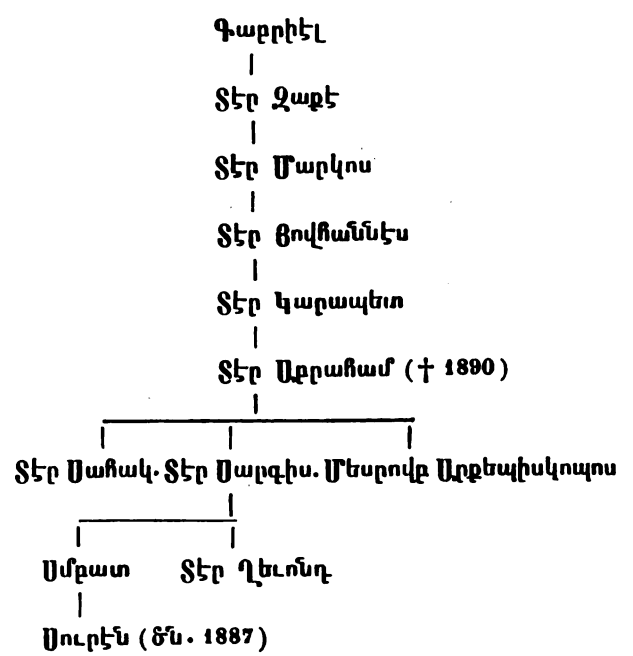 Գաբրիէլ
Տէր Զաքէ
Տէր Մարկոս
Տէր Յովհաննէս
Տէր Կարապետ
Տէր Աբրահամ († 1890)
Տէր Սահակ. Տէր Սարգիս. Մեսրովբ Արքեպիսկոպոս
Սմբատ Տէր Ղեւոնդ
Սուրէն (ծն. 1887)